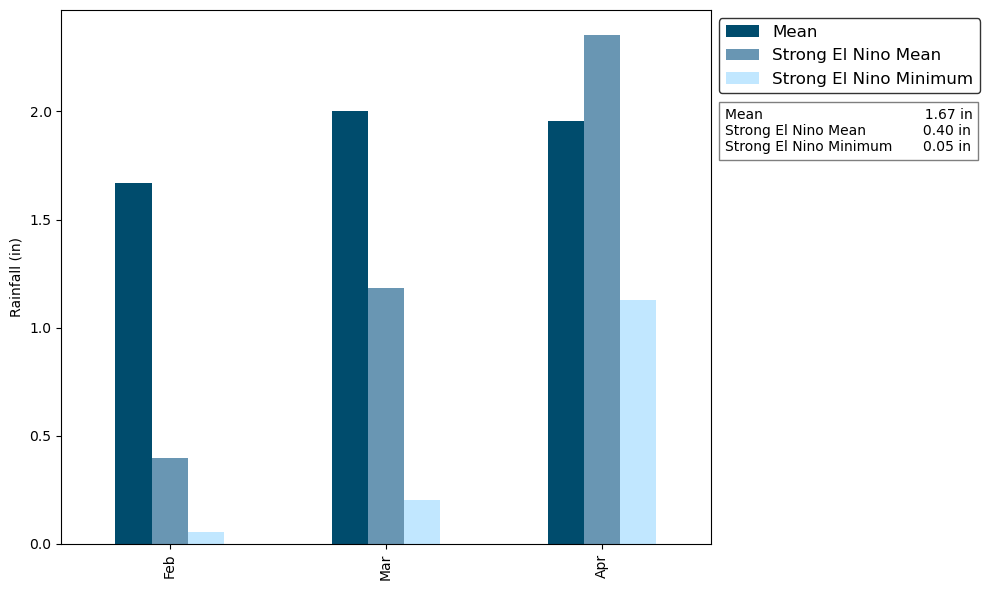 Mean
Strong El Nino Mean
Strong El Nino Minimum
Mean 1.67 in
Strong El Nino Mean 0.40 in
Strong El Nino Minimum 0.05 in
Rainfall (in)
2.0
1.5
1.0
0.5
0.0
Feb
Mar
Apr